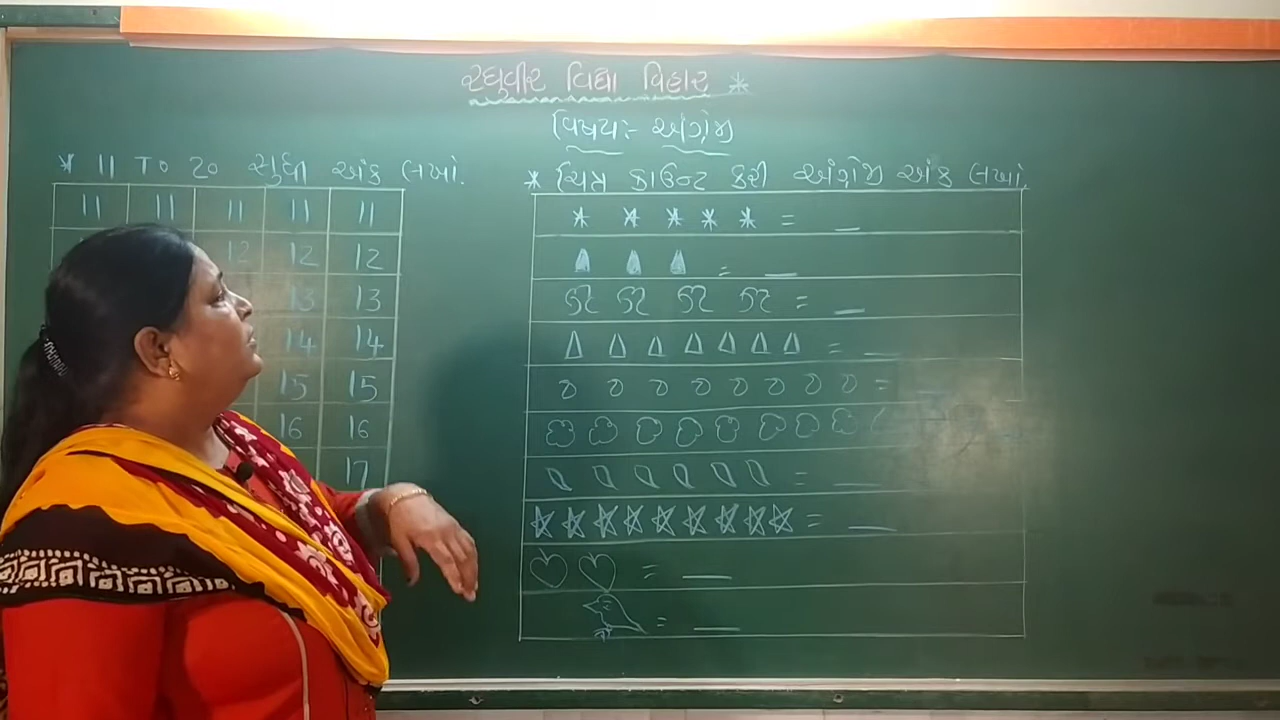 રઘુવીર વિદ્યા વિહાર *
વિષય:- અંગ્રેજી
* 11 TO 20 સુધી અંક લખો.
11 11 11 11 11
12 12 12
13 13
14 14
15 15
16 16
17
* ચિત્ર કાઉન્ટ કરી અંગ્રેજી અંક લખો.
* * * * * = _
= _
= _
= _
=
= _
= _
= _
= _